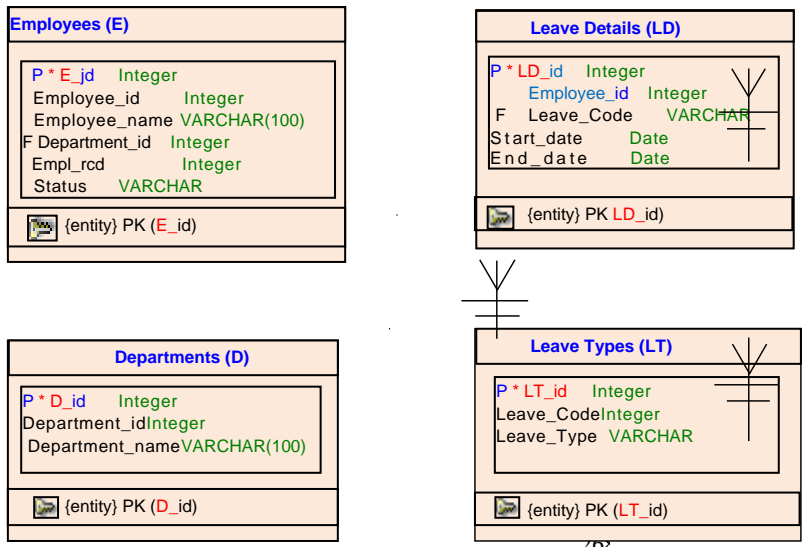 Employees (E)
P * E_id Integer
Employee_id Integer
Employee_name VARCHAR(100)
F Department_id Integer
Empl_rcd Integer
Status VARCHAR
{entity} PK (E_id)
Leave Details (LD)
P * LD_id Integer
Employee_id Integer
F Leave_Code VARCHAR
Start_date Date
End_date Date
{entity} PK LD_id)
Departments (D)
P * D_id Integer
Department_idInteger
Department_nameVARCHAR(100)
{entity} PK (D_id)
Leave Types (LT)
P * LT_id Integer
Leave_CodeInteger
Leave_Type VARCHAR
{entity} PK (LT_id)